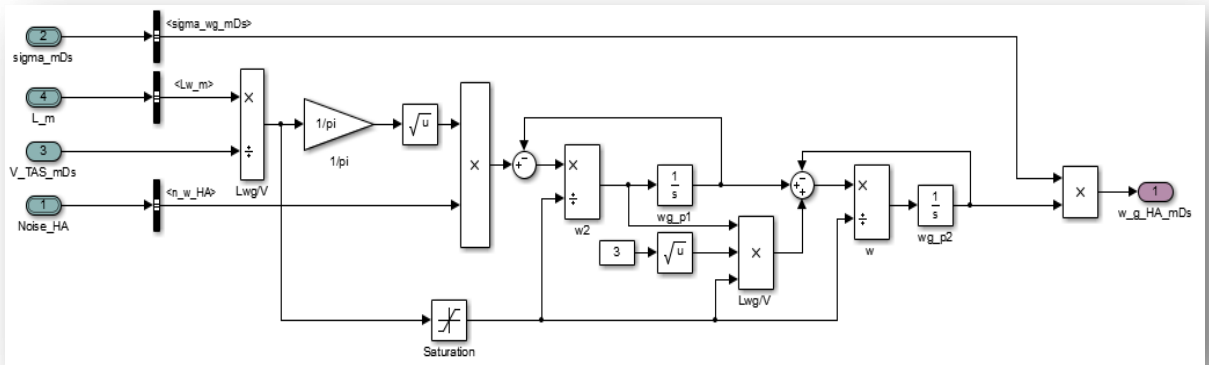 <sigma_wg_mDs>
2
sigma_mDs
<Lw_m>
4
L_m
×
÷
Lwg/V
1/pi
1/pi
√u
3
V_TAS_mDs
<n_w_HA>
1
Noise_HA
×
+
-
×
÷
w2
1
s
wg_p1
3
√u
×
Lwg/V
-
+
+
×
÷
w
1
s
wg_p2
×
1
w_g_HA_mDs
Saturation